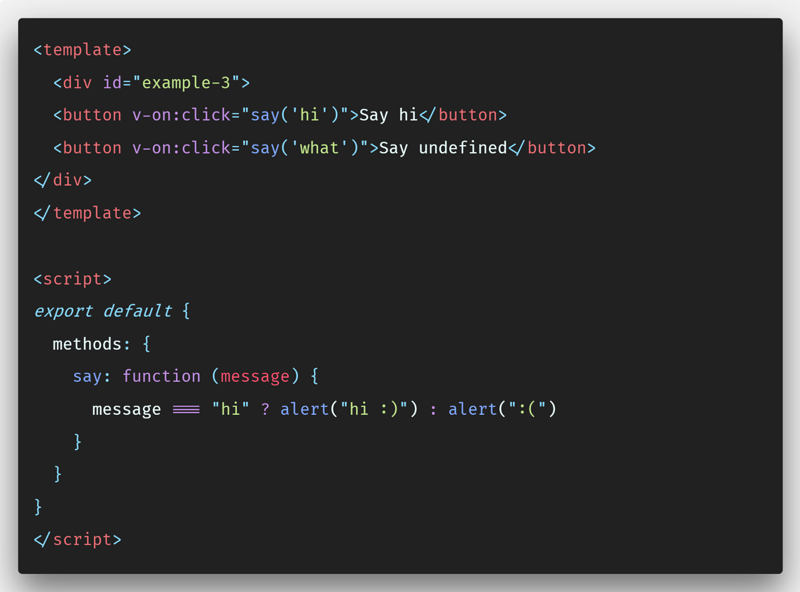 <template>
  <div id="example-3">
  <button v-on:click="say('hi')">Say hi</button>
  <button v-on:click="say('what')">Say undefined</button>
</div>
</template>

<script>
export default {
  methods: {
    say: function (message) {
      message === "hi" ? alert("hi :)") : alert(":(")
    }
  }
}
</script>